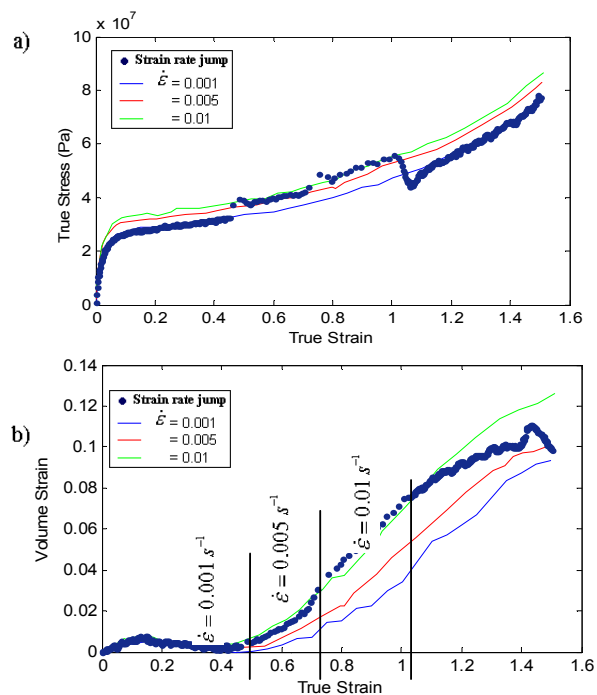 a)
× 10⁷
10
8
6
4
2
0
True Stress (Pa)
Strain rate jump
ε̇ = 0.001
= 0.005
= 0.01
0 0.2 0.4 0.6 0.8 1 1.2 1.4 1.6
True Strain
b)
0.14
0.12
0.1
0.08
0.06
0.04
0.02
0
Volume Strain
Strain rate jump
ε̇ = 0.001
= 0.005
= 0.01
ε̇ = 0.001 s⁻¹
ε̇ = 0.005 s⁻¹
ε̇ = 0.01 s⁻¹
0 0.2 0.4 0.6 0.8 1 1.2 1.4 1.6
True Strain